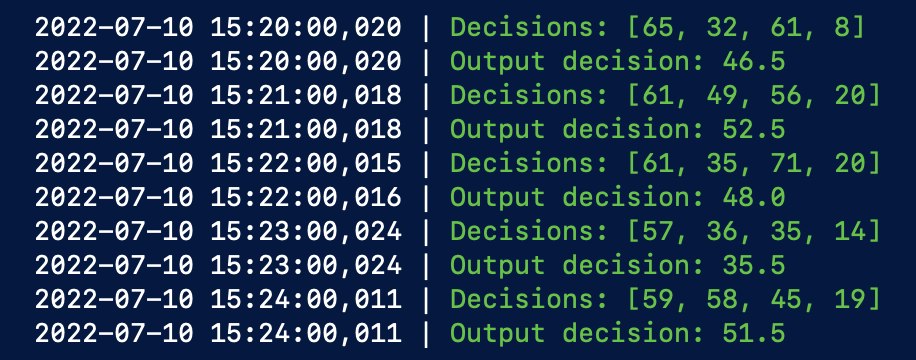 2022-07-10 15:20:00,020 | Decisions: [65, 32, 61, 8]
2022-07-10 15:20:00,020 | Output decision: 46.5
2022-07-10 15:21:00,018 | Decisions: [61, 49, 56, 20]
2022-07-10 15:21:00,018 | Output decision: 52.5
2022-07-10 15:22:00,015 | Decisions: [61, 35, 71, 20]
2022-07-10 15:22:00,016 | Output decision: 48.0
2022-07-10 15:23:00,024 | Decisions: [57, 36, 35, 14]
2022-07-10 15:23:00,024 | Output decision: 35.5
2022-07-10 15:24:00,011 | Decisions: [59, 58, 45, 19]
2022-07-10 15:24:00,011 | Output decision: 51.5